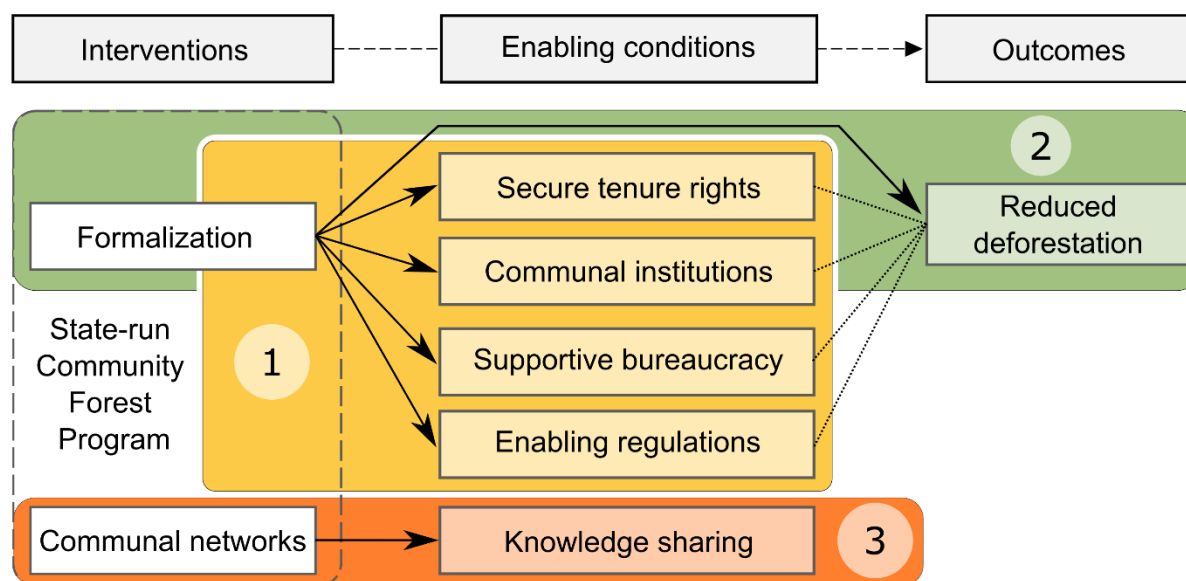 Interventions
Enabling conditions
Outcomes
2
Secure tenure rights
Reduced
deforestation
Formalization
Communal institutions
State-run
Community
Forest
Program
1
Supportive bureaucracy
Enabling regulations
Communal networks
Knowledge sharing
3